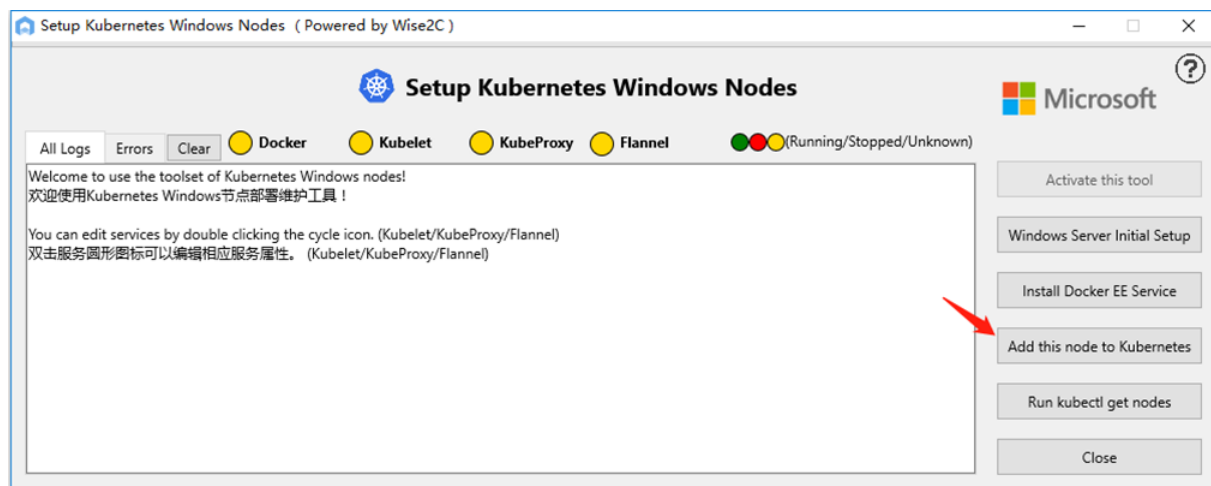 Setup Kubernetes Windows Nodes ( Powered by Wise2C )
Setup Kubernetes Windows Nodes
?
Microsoft
All Logs Errors Clear Docker Kubelet KubeProxy Flannel (Running/Stopped/Unknown)
Welcome to use the toolset of Kubernetes Windows nodes!
欢迎使用Kubernetes Windows节点部署维护工具！
You can edit services by double clicking the cycle icon. (Kubelet/KubeProxy/Flannel)
双击服务圆形图标可以编辑相应服务属性。 (Kubelet/KubeProxy/Flannel)
Activate this tool
Windows Server Initial Setup
Install Docker EE Service
Add this node to Kubernetes
Run kubectl get nodes
Close